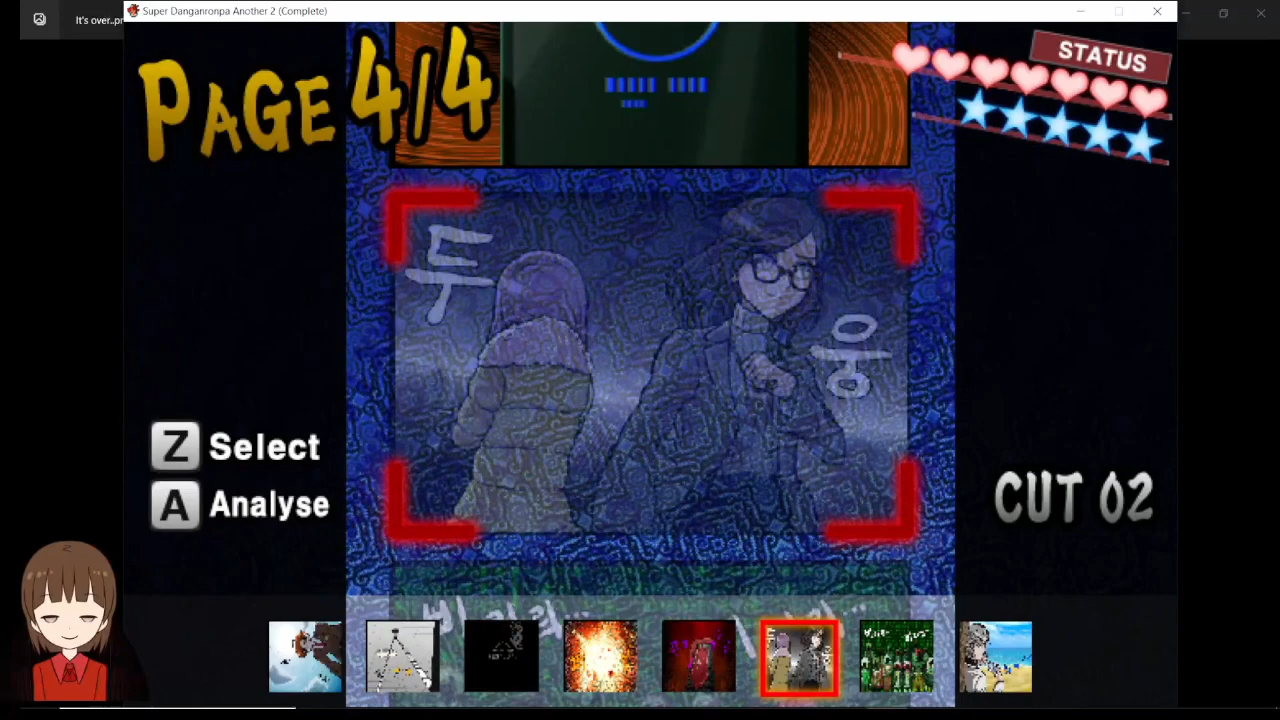 It's over..pr
Super Danganronpa Another 2 (Complete)
PAGE 4/4
STATUS
두
웅
Z Select
A Analyse
CUT 02